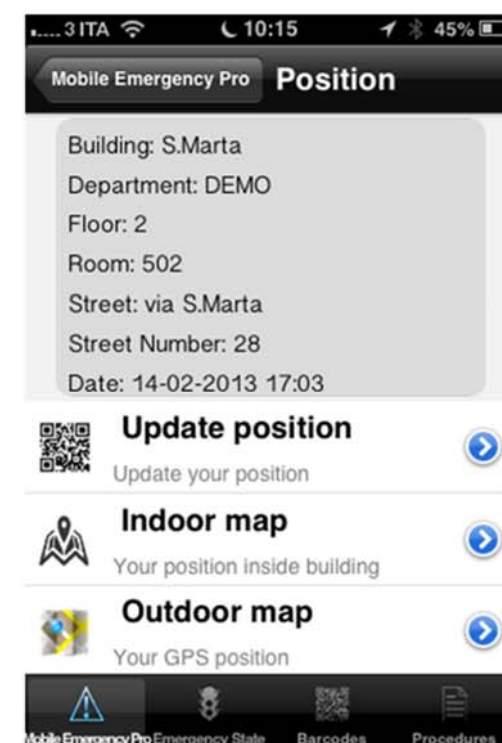 3 ITA 10:15 45%
Mobile Emergency Pro Position
Building: S.Marta
Department: DEMO
Floor: 2
Room: 502
Street: via S.Marta
Street Number: 28
Date: 14-02-2013 17:03
Update position
Update your position
Indoor map
Your position inside building
Outdoor map
Your GPS position
Mobile Emergency Pro Emergency State Barcodes Procedures